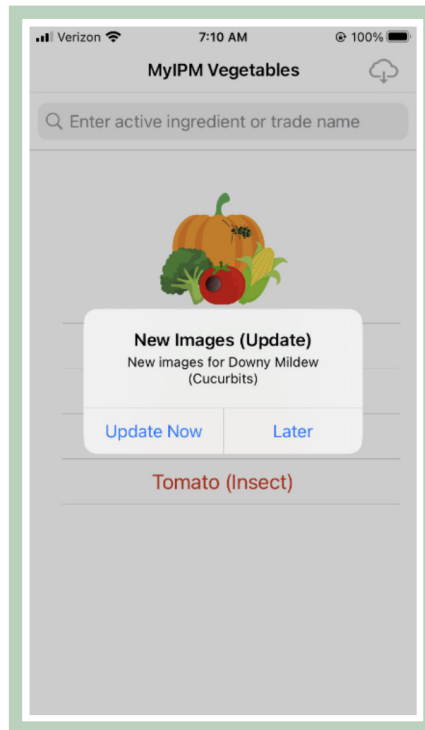 Verizon 7:10 AM 100%
MyIPM Vegetables
Enter active ingredient or trade name
New Images (Update)
New images for Downy Mildew
(Cucurbits)
Update Now Later
Tomato (Insect)